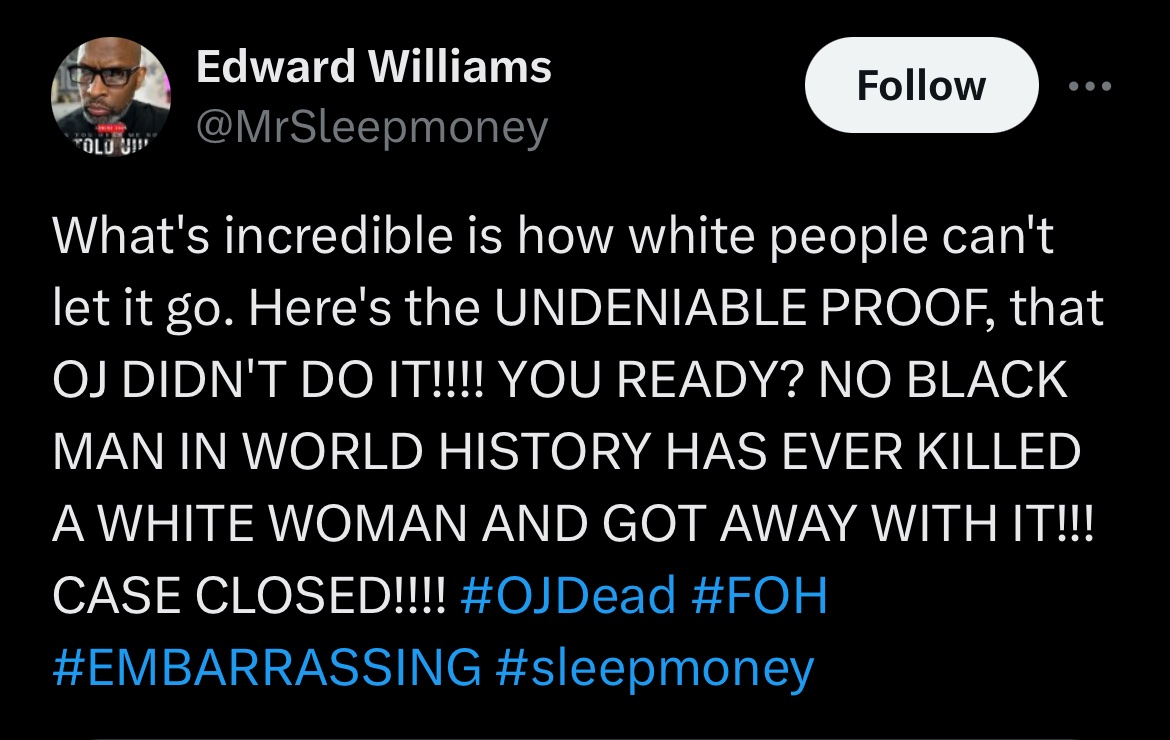 Edward Williams
@MrSleepmoney
Follow
What's incredible is how white people can't
let it go. Here's the UNDENIABLE PROOF, that
OJ DIDN'T DO IT!!!! YOU READY? NO BLACK
MAN IN WORLD HISTORY HAS EVER KILLED
A WHITE WOMAN AND GOT AWAY WITH IT!!!
CASE CLOSED!!!! #OJDead #FOH
#EMBARRASSING #sleepmoney